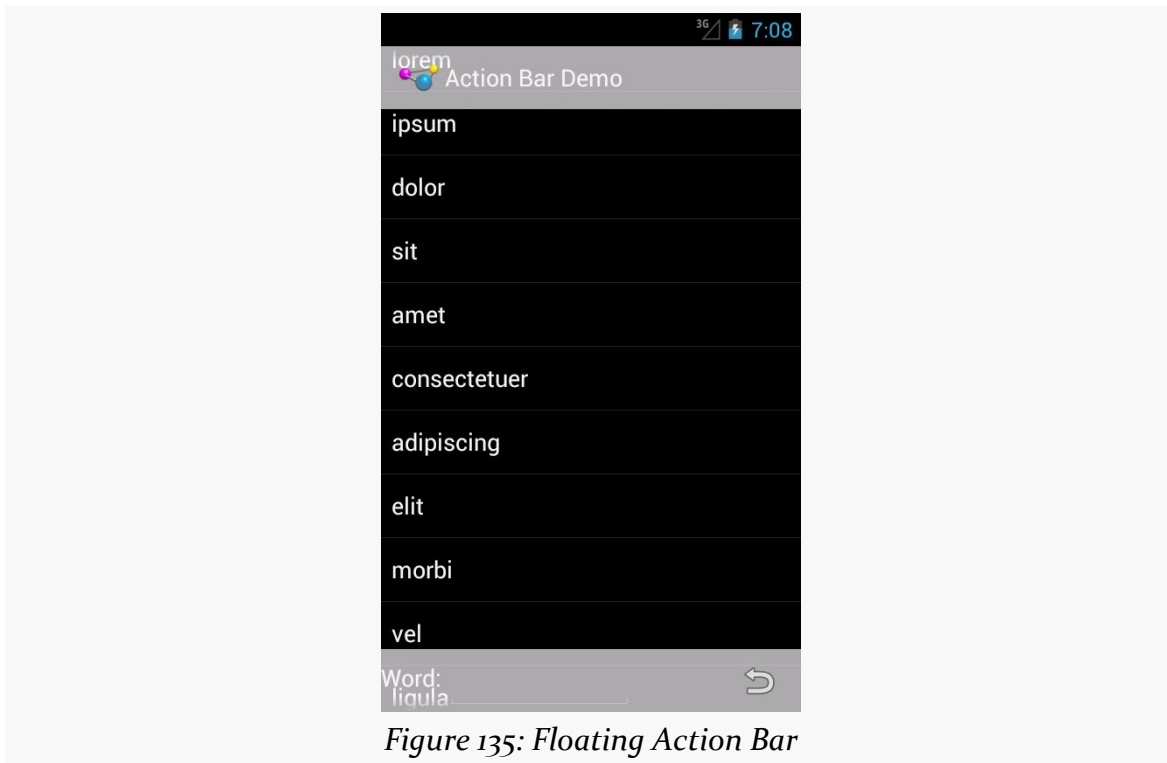 3G 7:08
lorem
Action Bar Demo
ipsum
dolor
sit
amet
consectetuer
adipiscing
elit
morbi
vel
Word:
ligula
Figure 135: Floating Action Bar